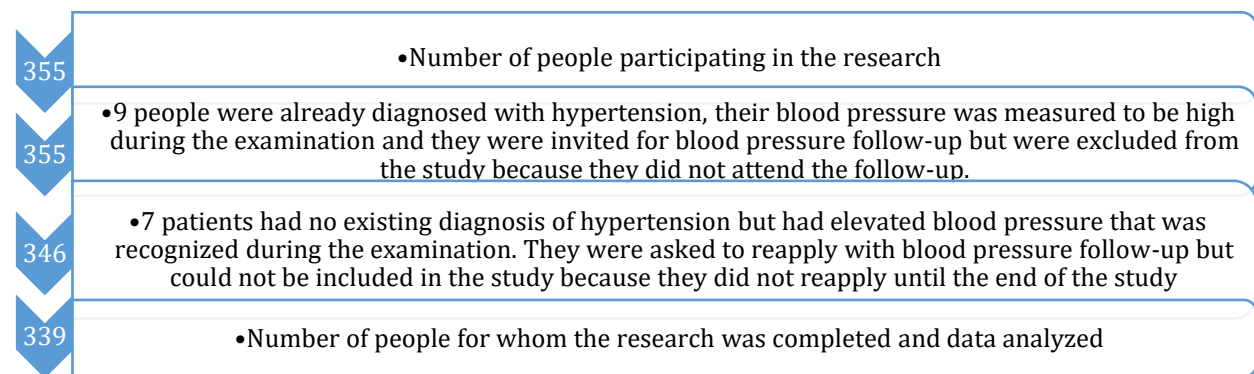 355
•Number of people participating in the research
355
•9 people were already diagnosed with hypertension, their blood pressure was measured to be high
during the examination and they were invited for blood pressure follow-up but were excluded from
the study because they did not attend the follow-up.
346
•7 patients had no existing diagnosis of hypertension but had elevated blood pressure that was
recognized during the examination. They were asked to reapply with blood pressure follow-up but
could not be included in the study because they did not reapply until the end of the study
339
•Number of people for whom the research was completed and data analyzed